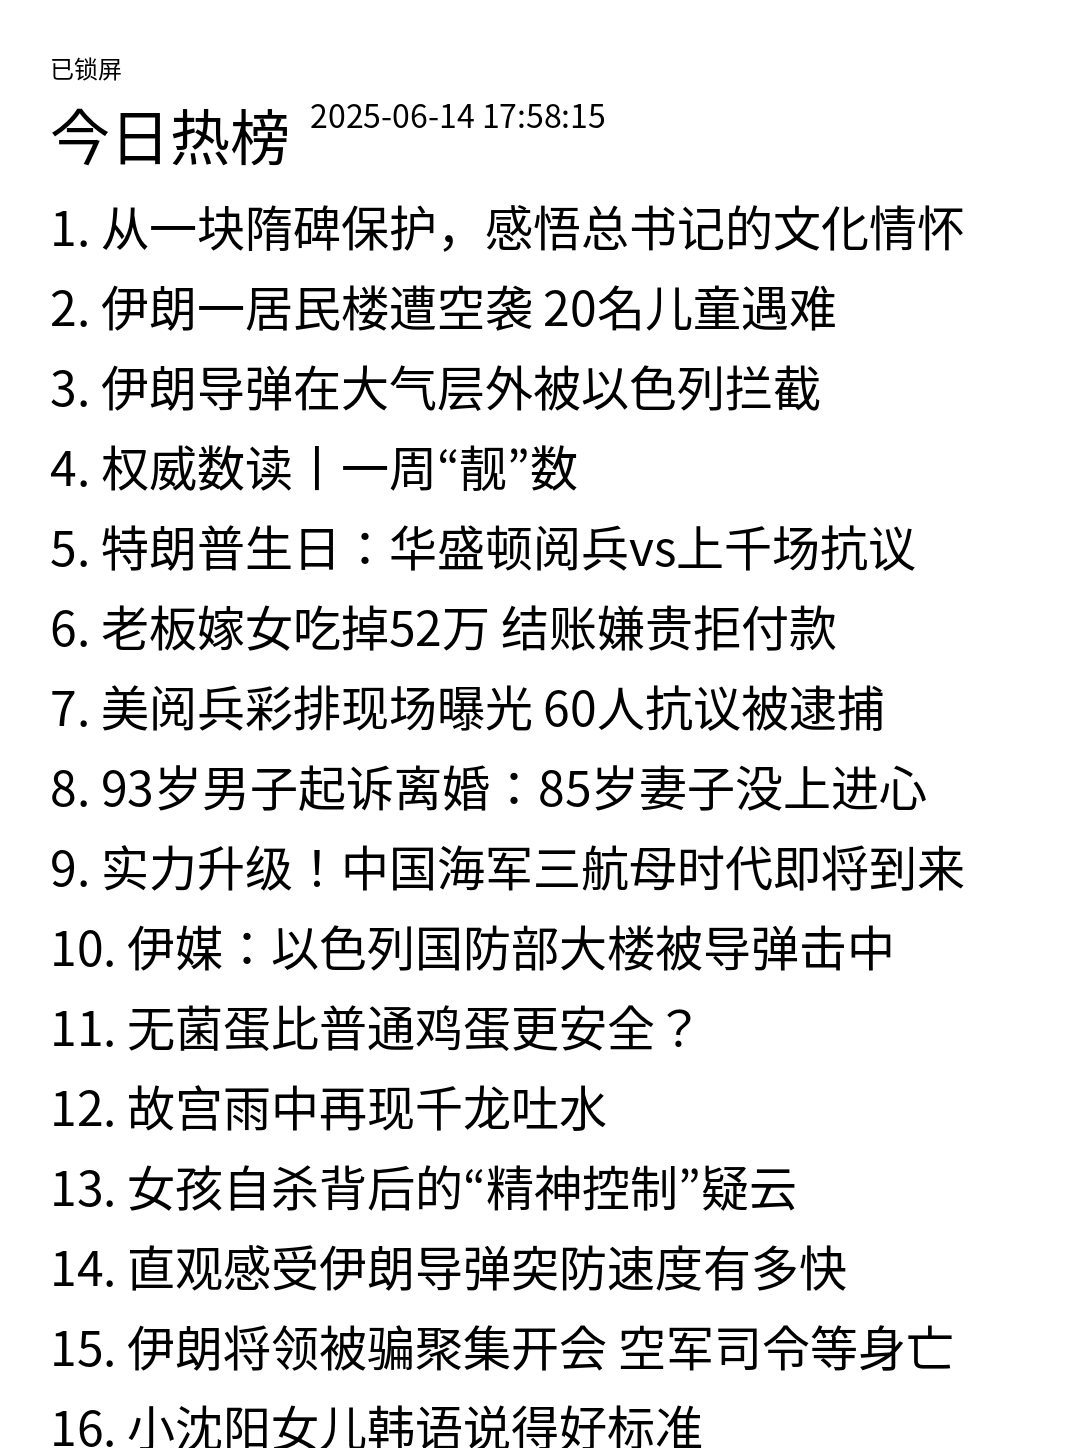 已锁屏
今日热榜 2025-06-14 17:58:15
1. 从一块隋碑保护，感悟总书记的文化情怀
2. 伊朗一居民楼遭空袭 20名儿童遇难
3. 伊朗导弹在大气层外被以色列拦截
4. 权威数读丨一周“靓”数
5. 特朗普生日：华盛顿阅兵vs上千场抗议
6. 老板嫁女吃掉52万 结账嫌贵拒付款
7. 美阅兵彩排现场曝光 60人抗议被逮捕
8. 93岁男子起诉离婚：85岁妻子没上进心
9. 实力升级！中国海军三航母时代即将到来
10. 伊媒：以色列国防部大楼被导弹击中
11. 无菌蛋比普通鸡蛋更安全？
12. 故宫雨中再现千龙吐水
13. 女孩自杀背后的“精神控制”疑云
14. 直观感受伊朗导弹突防速度有多快
15. 伊朗将领被骗聚集开会 空军司令等身亡
16. 小沈阳女儿韩语说得好标准